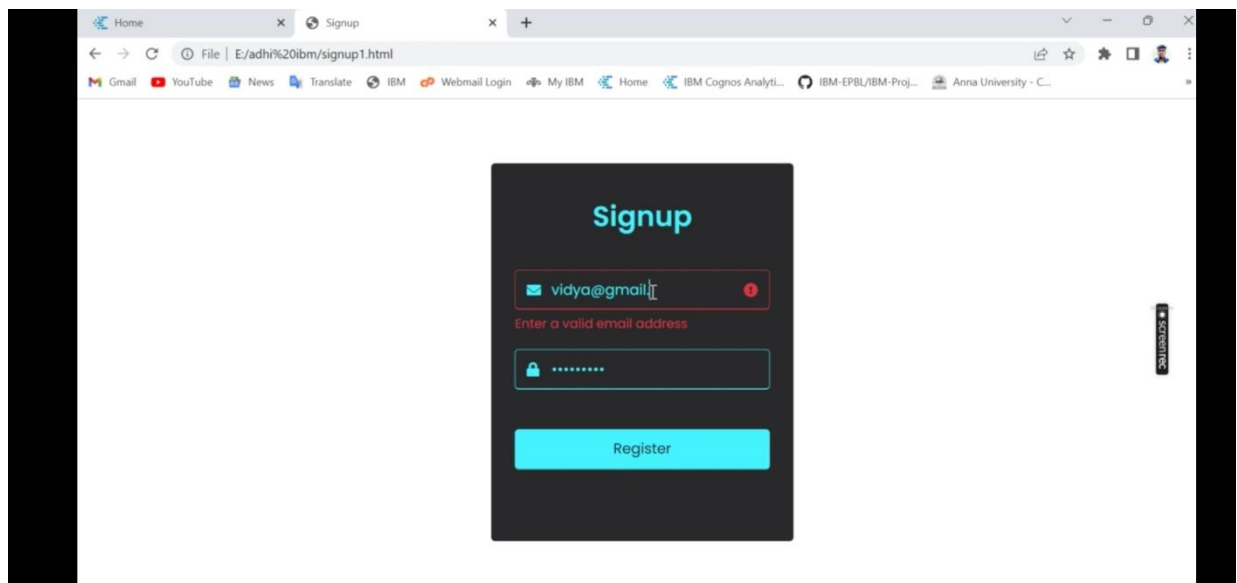 Home Signup
File E:/adhi%20ibm/signup1.html
Gmail YouTube News Translate IBM Webmail Login My IBM Home IBM Cognos Analyti... IBM-EPBL/IBM-Proj... Anna University - C... »
Signup
vidya@gmail.
Enter a valid email address
•••••••••
Register
screenrec